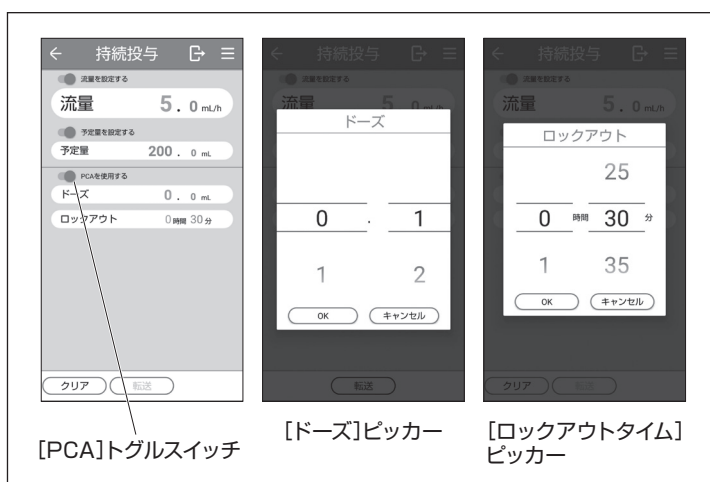 持続投与
流量を設定する
流量 5.0 mL/h
予定量を設定する
予定量 200.0 mL
PCAを使用する
ドーズ 0.0 mL
ロックアウト 0時間30分
クリア 転送
[PCA]トグルスイッチ
持続投与
流量を設定する
流量 5.0 mL/h
ドーズ
0 . 1
1 2
OK キャンセル
転送
[ドーズ]ピッカー
持続投与
流量を設定する
流量 5.0 mL/h
ロックアウト
25
0 時間 30 分
1 35
OK キャンセル
クリア 転送
[ロックアウトタイム]
ピッカー